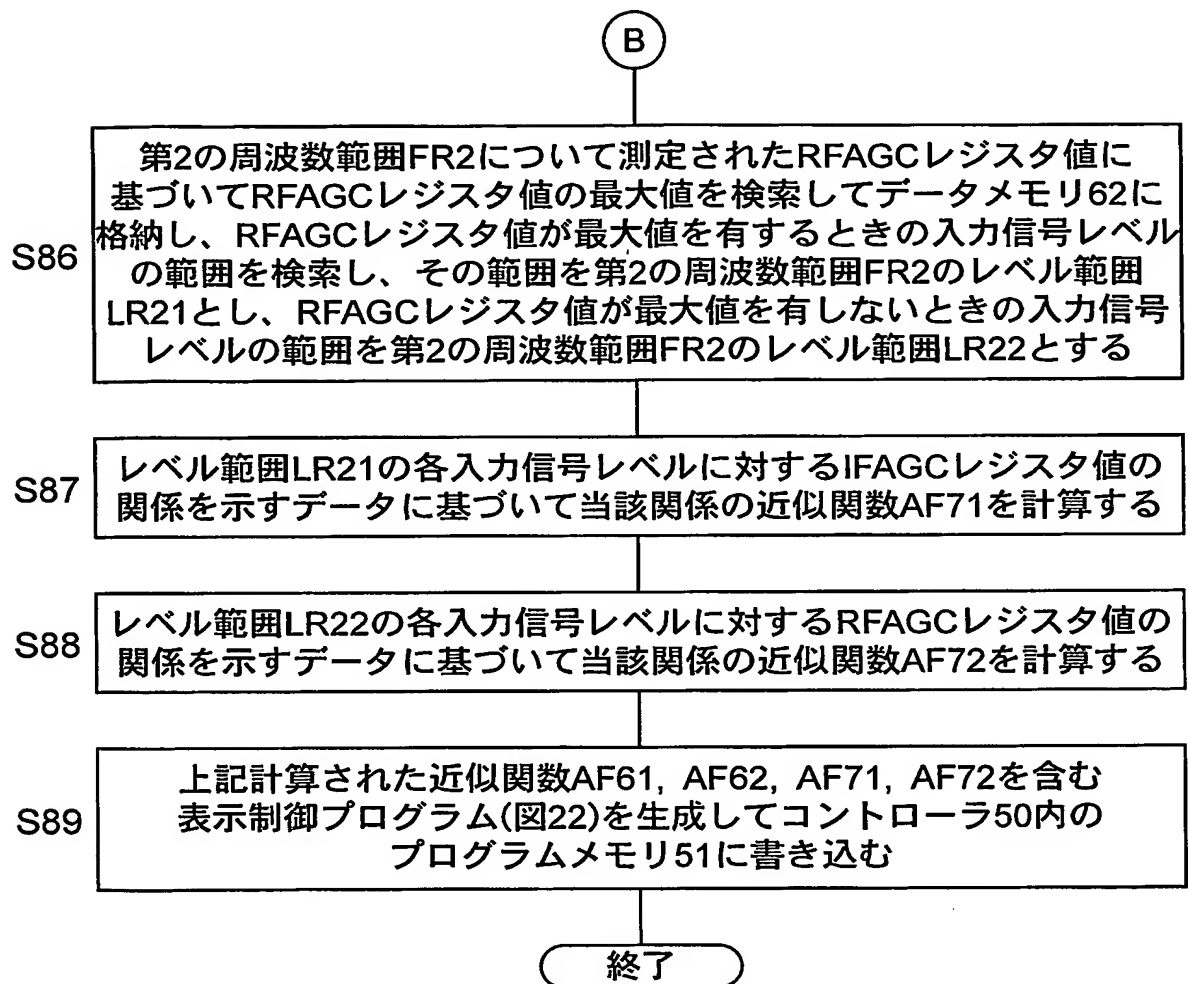 B
S86
第2の周波数範囲FR2について測定されたRFAGCレジスタ値に
基づいてRFAGCレジスタ値の最大値を検索してデータメモリ62に
格納し、RFAGCレジスタ値が最大値を有するときの入力信号レベル
の範囲を検索し、その範囲を第2の周波数範囲FR2のレベル範囲
LR21とし、RFAGCレジスタ値が最大値を有しないときの入力信号
レベルの範囲を第2の周波数範囲FR2のレベル範囲LR22とする
S87
レベル範囲LR21の各入力信号レベルに対するIFAGCレジスタ値の
関係を示すデータに基づいて当該関係の近似関数AF71を計算する
S88
レベル範囲LR22の各入力信号レベルに対するRFAGCレジスタ値の
関係を示すデータに基づいて当該関係の近似関数AF72を計算する
S89
上記計算された近似関数AF61, AF62, AF71, AF72を含む
表示制御プログラム(図22)を生成してコントローラ50内の
プログラムメモリ51に書き込む
終了